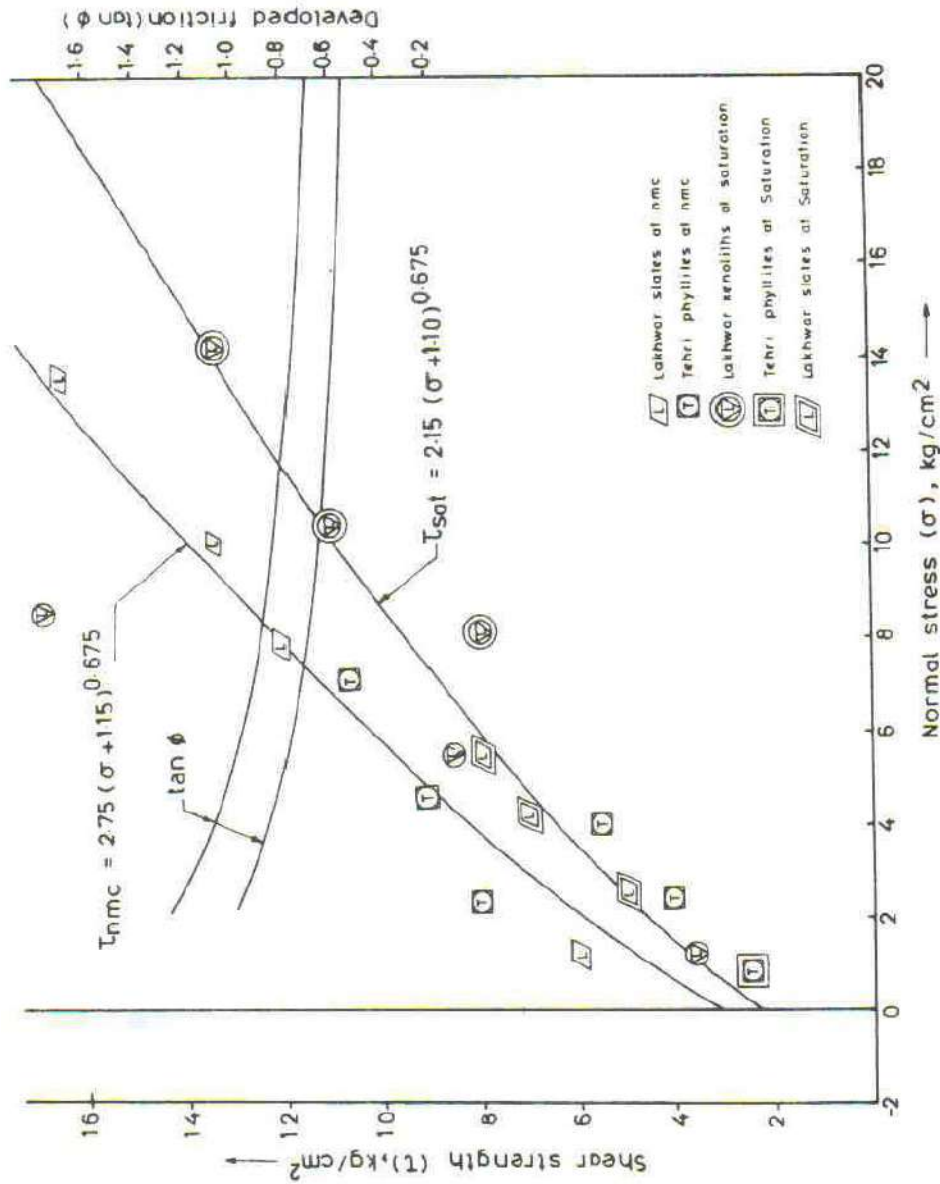 Developed friction (tan ϕ)
1·6
1·4
1·2
1·0
0·8
0·6
0·4
0·2
τnmc = 2·75 (σ +1·15)0·675
tan ϕ
τsat = 2·15 (σ +1·10)0·675
Shear strength (τ), kg/cm2
16
14
12
10
8
6
4
2
-2
0
2
4
6
8
10
12
14
16
18
20
Normal stress (σ), kg/cm2
L Lakhwar slates at nmc
T Tehri phyllites at nmc
Lakhwar xenoliths at saturation
T Tehri phyllites at Saturation
L Lakhwar slates at Saturation